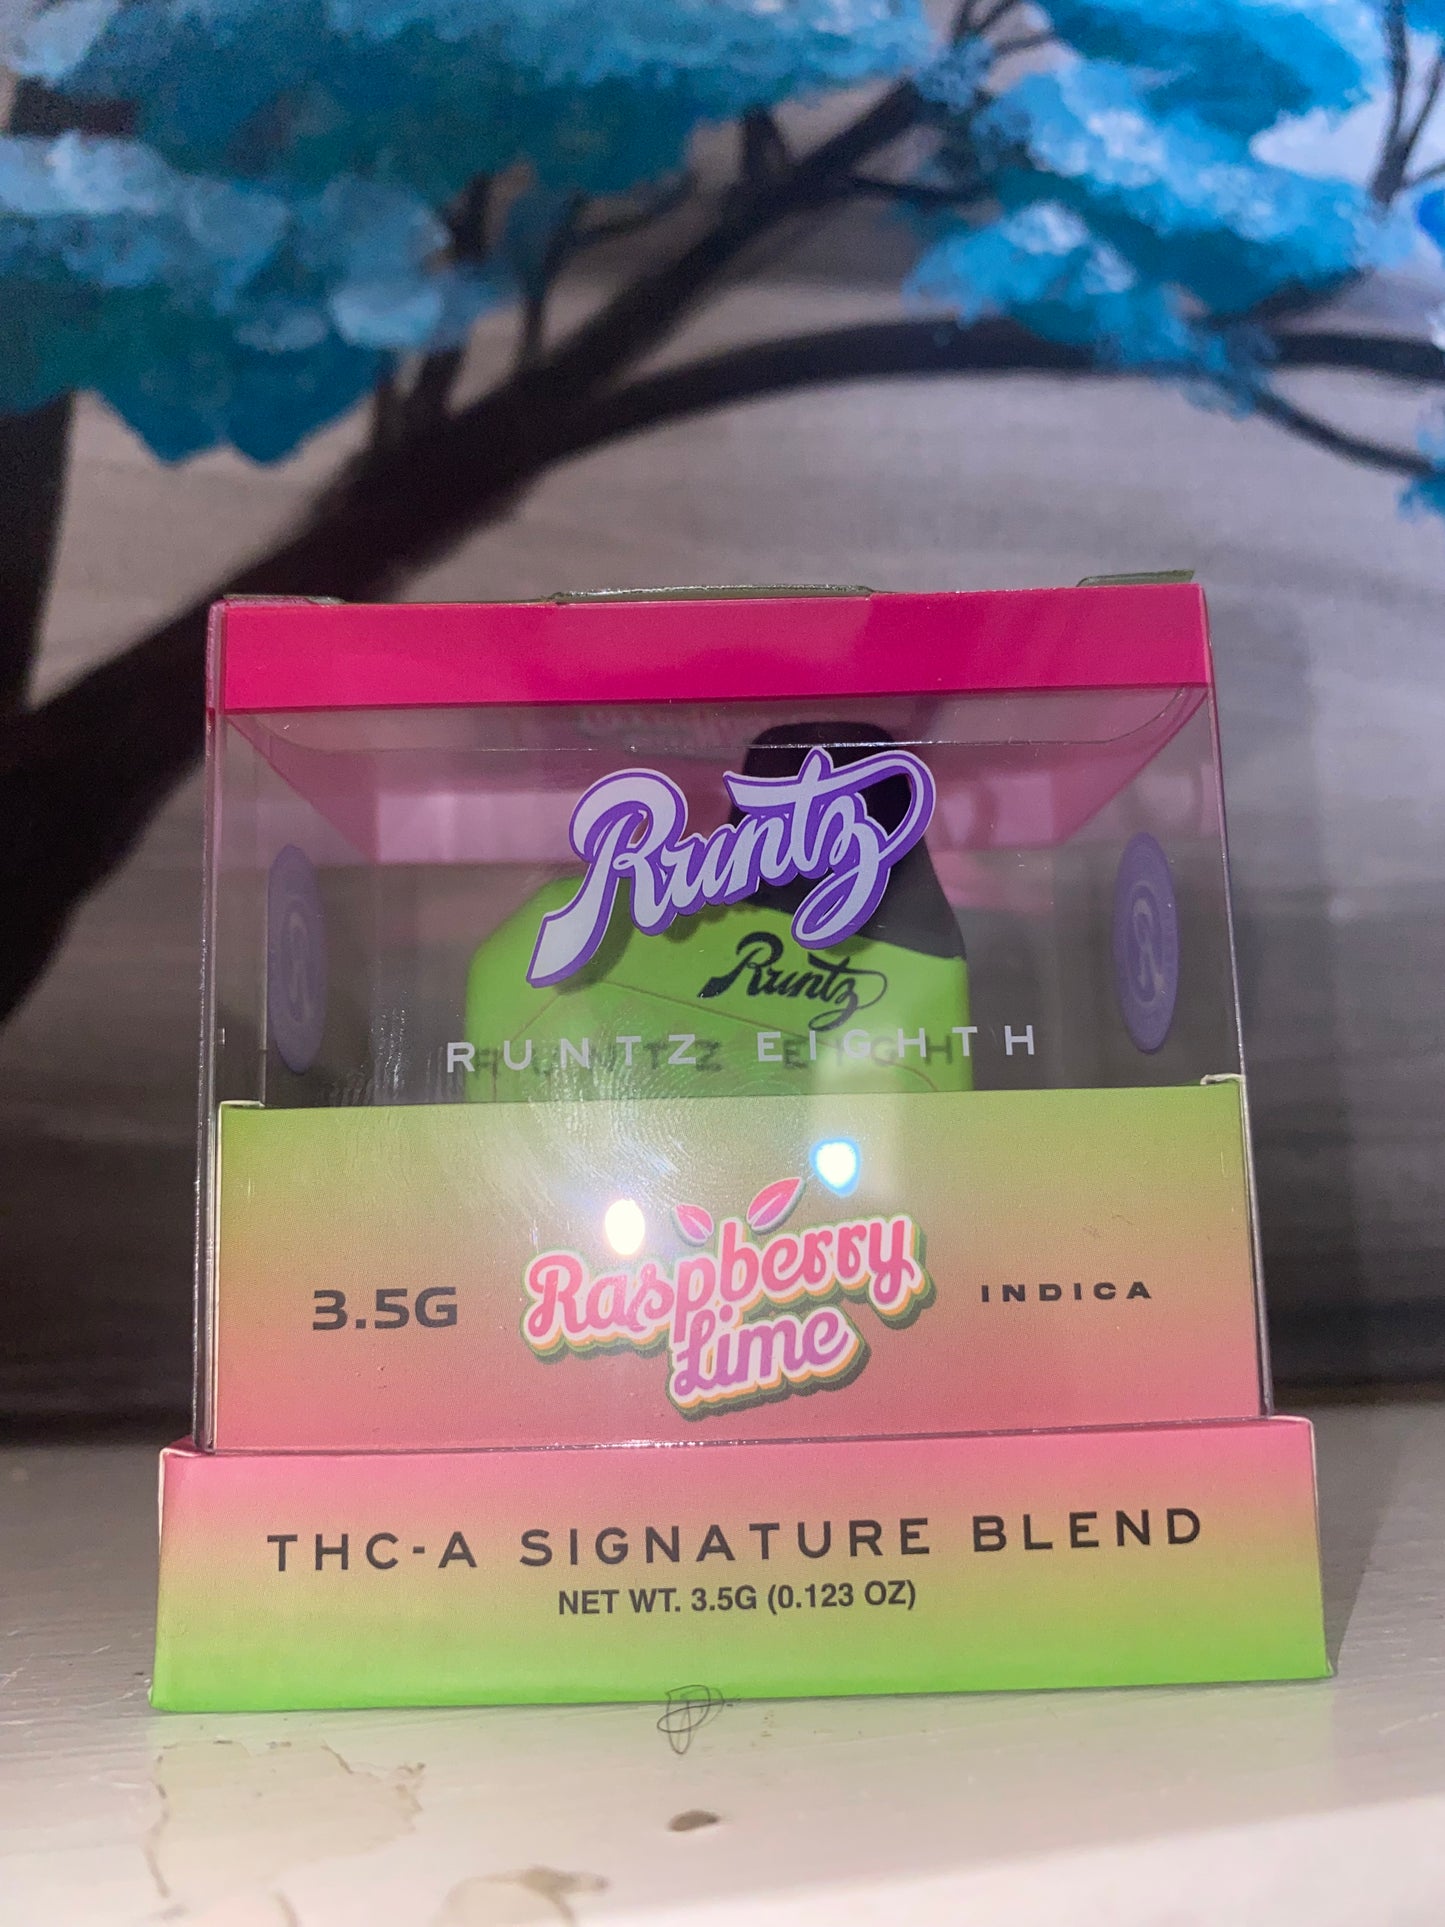 Runtz
Runtz
RUNTZ EIGHTH
3.5G
Raspberry
Lime
INDICA
THC-A SIGNATURE BLEND
NET WT. 3.5G (0.123 OZ)